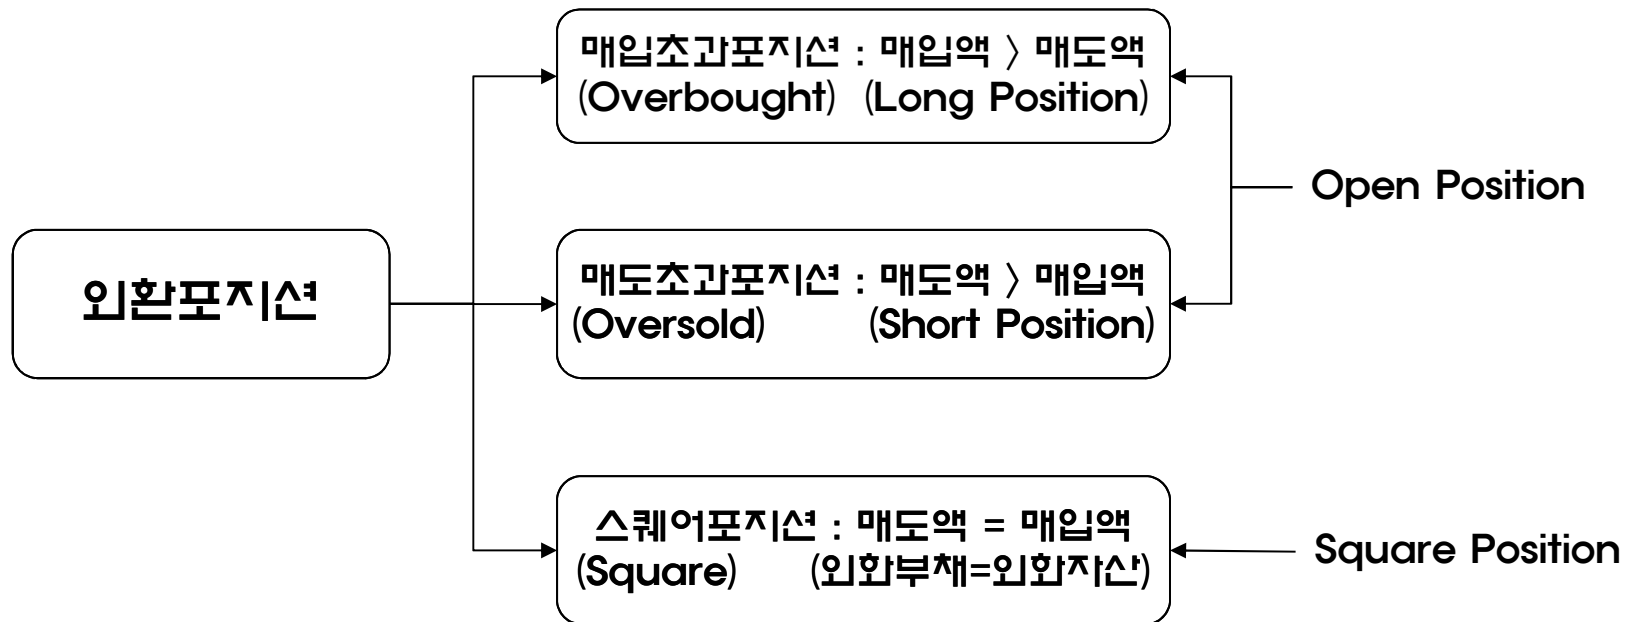 매입초과포지션 : 매입액 〉 매도액
(Overbought) (Long Position)
Open Position
외환포지션
매도초과포지션 : 매도액 〉 매입액
(Oversold) (Short Position)
스퀘어포지션 : 매도액 = 매입액
(Square) (외화부채=외화자산)
Square Position